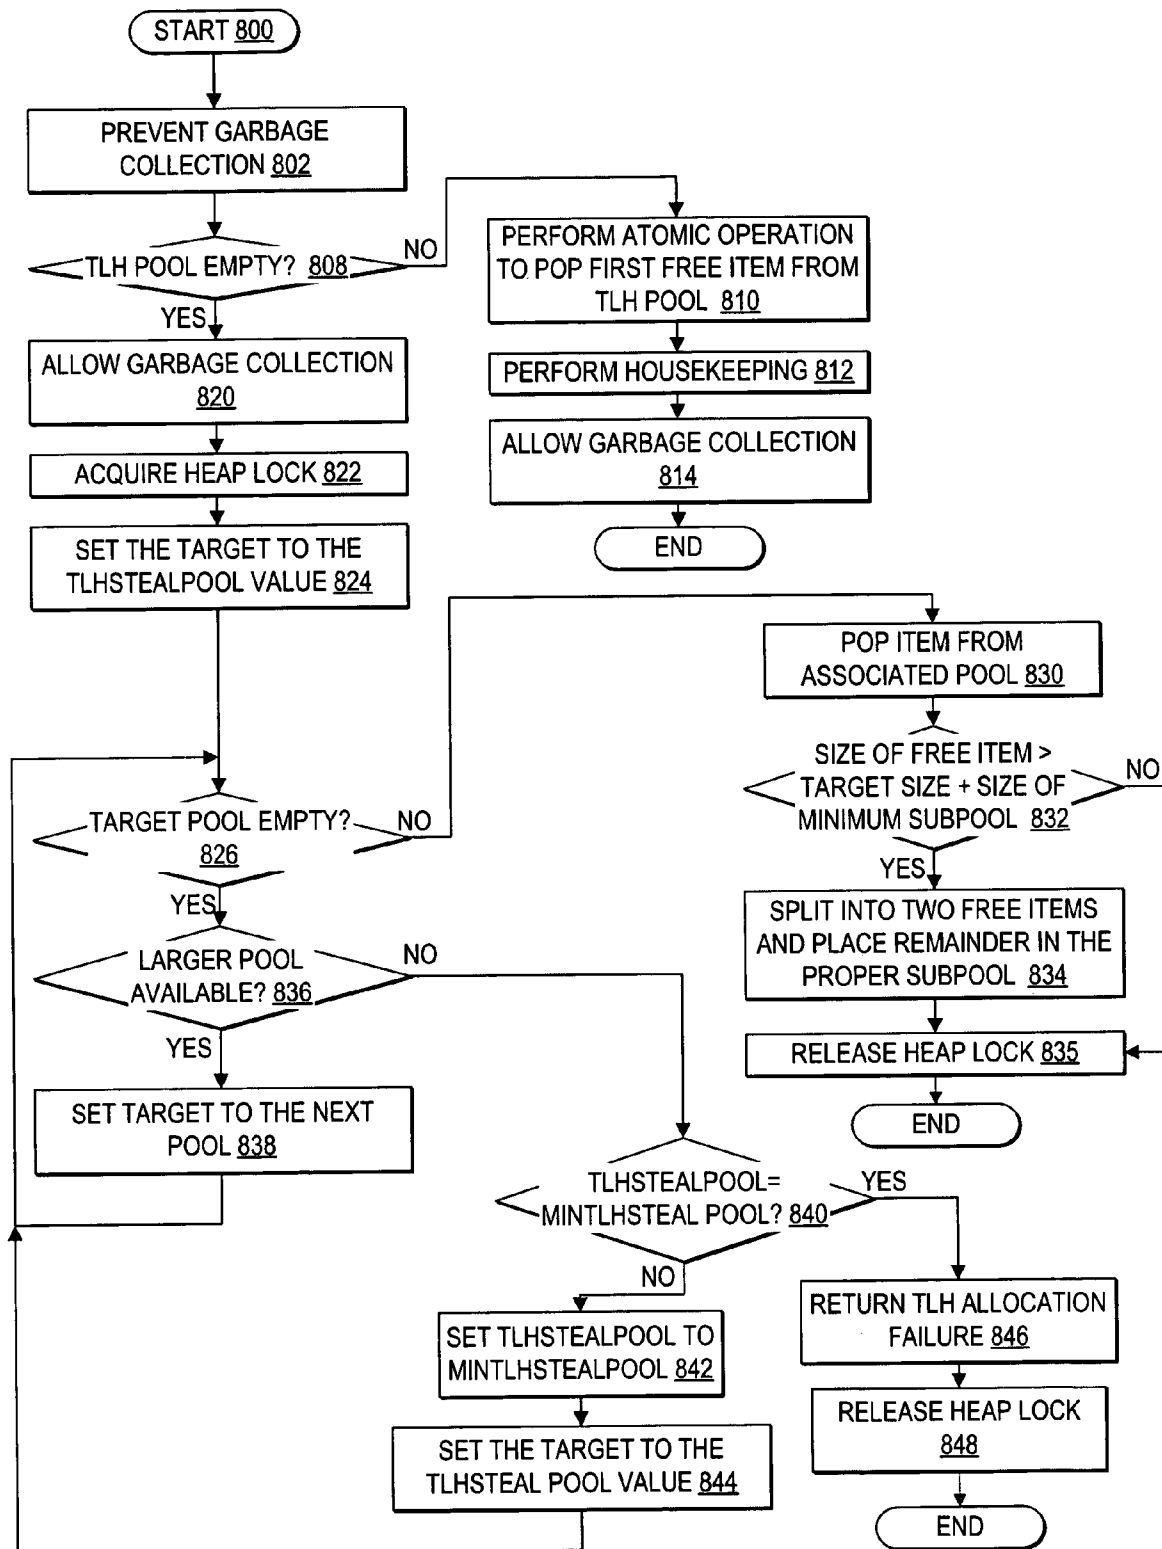 START 800
PREVENT GARBAGE
COLLECTION 802
TLH POOL EMPTY? 808
NO
YES
PERFORM ATOMIC OPERATION
TO POP FIRST FREE ITEM FROM
TLH POOL 810
PERFORM HOUSEKEEPING 812
ALLOW GARBAGE COLLECTION
814
END
ALLOW GARBAGE COLLECTION
820
ACQUIRE HEAP LOCK 822
SET THE TARGET TO THE
TLHSTEALPOOL VALUE 824
TARGET POOL EMPTY?
826
NO
YES
POP ITEM FROM
ASSOCIATED POOL 830
SIZE OF FREE ITEM >
TARGET SIZE + SIZE OF
MINIMUM SUBPOOL 832
NO
YES
SPLIT INTO TWO FREE ITEMS
AND PLACE REMAINDER IN THE
PROPER SUBPOOL 834
RELEASE HEAP LOCK 835
END
LARGER POOL
AVAILABLE? 836
NO
YES
SET TARGET TO THE NEXT
POOL 838
TLHSTEALPOOL=
MINTLHSTEAL POOL? 840
YES
NO
SET TLHSTEALPOOL TO
MINTLHSTEALPOOL 842
SET THE TARGET TO THE
TLHSTEAL POOL VALUE 844
RETURN TLH ALLOCATION
FAILURE 846
RELEASE HEAP LOCK
848
END